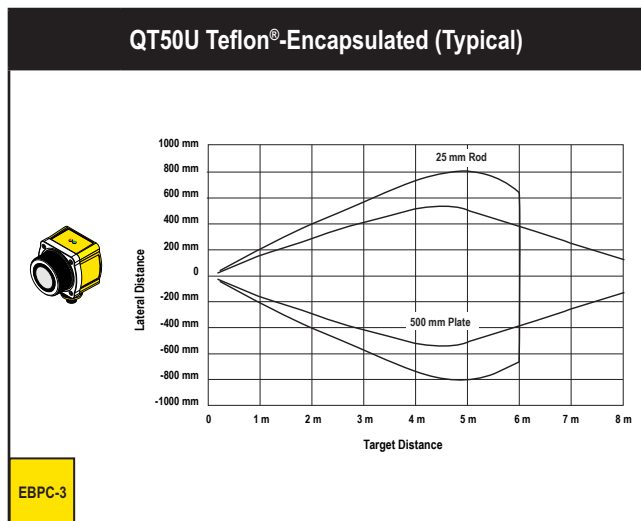 QT50U Teflon®-Encapsulated (Typical)
1000 mm
800 mm
600 mm
400 mm
200 mm
0
-200 mm
-400 mm
-600 mm
-800 mm
-1000 mm
Lateral Distance
25 mm Rod
500 mm Plate
0 1 m 2 m 3 m 4 m 5 m 6 m 7 m 8 m
Target Distance
EBPC-3